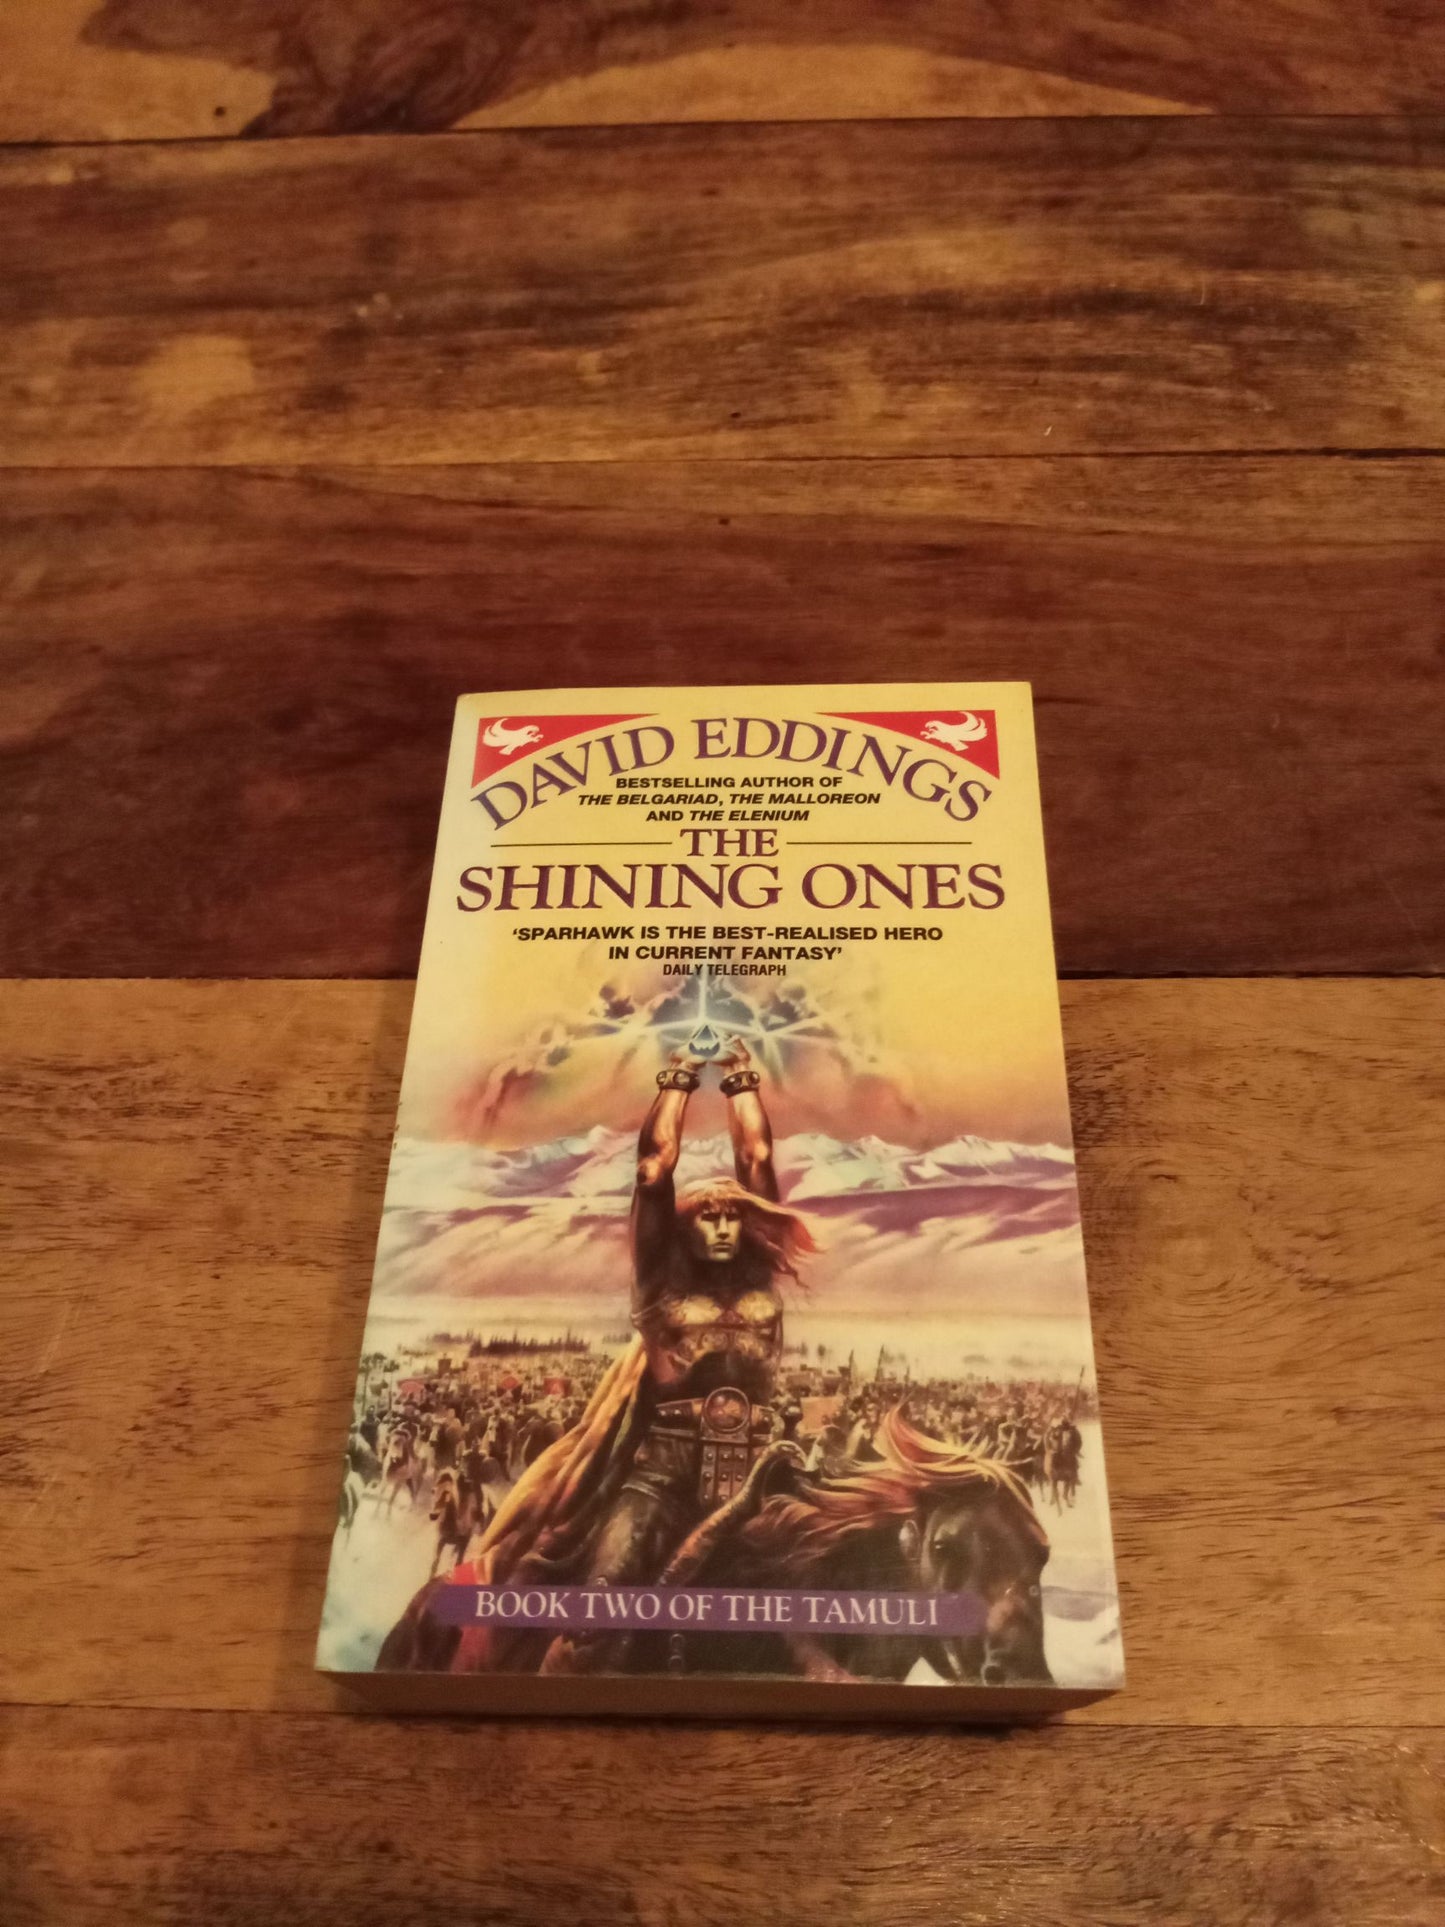 DAVID EDDINGS
BESTSELLING AUTHOR OF
THE BELGARIAD, THE MALLOREON
AND THE ELENIUM
THE
SHINING ONES
‘SPARHAWK IS THE BEST-REALISED HERO
IN CURRENT FANTASY’
DAILY TELEGRAPH
BOOK TWO OF THE TAMULI